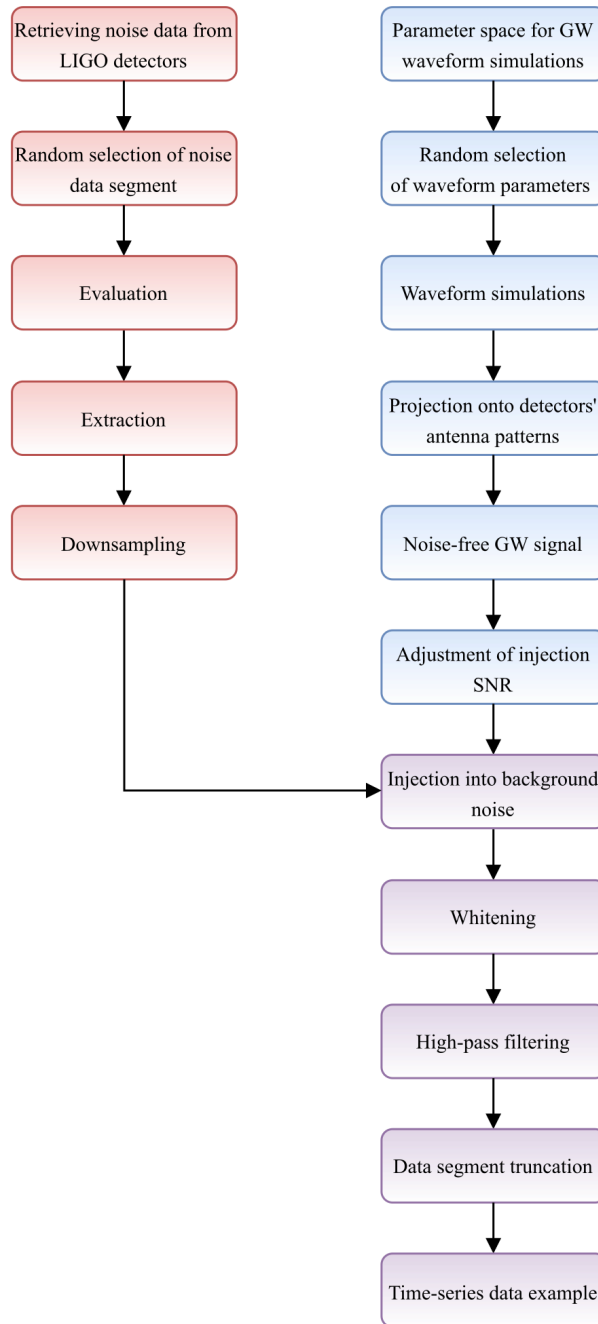 Retrieving noise data from
LIGO detectors
Random selection of noise
data segment
Evaluation
Extraction
Downsampling
Parameter space for GW
waveform simulations
Random selection
of waveform parameters
Waveform simulations
Projection onto detectors'
antenna patterns
Noise-free GW signal
Adjustment of injection
SNR
Injection into background
noise
Whitening
High-pass filtering
Data segment truncation
Time-series data example